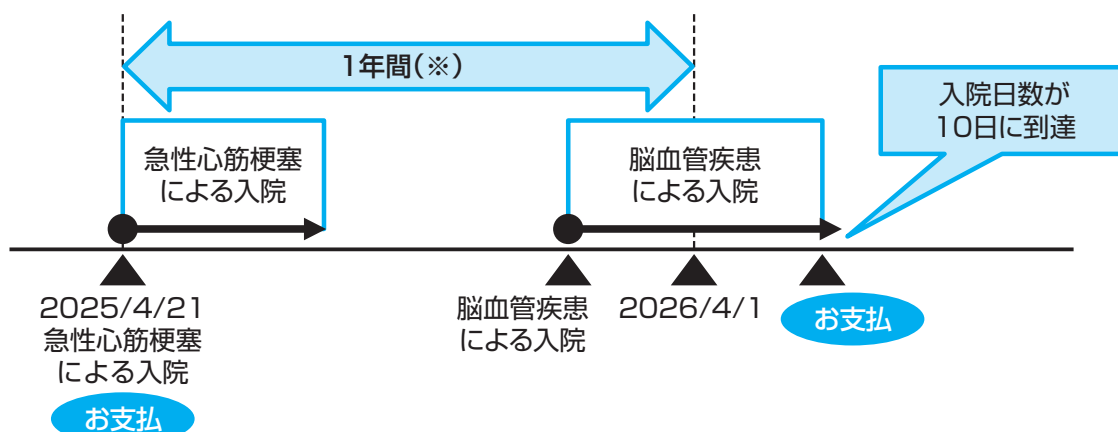 1年間(※)
急性心筋梗塞
による入院
脳血管疾患
による入院
入院日数が
10日に到達
2025/4/21
急性心筋梗塞
による入院
お支払
脳血管疾患
による入院
2026/4/1
お支払